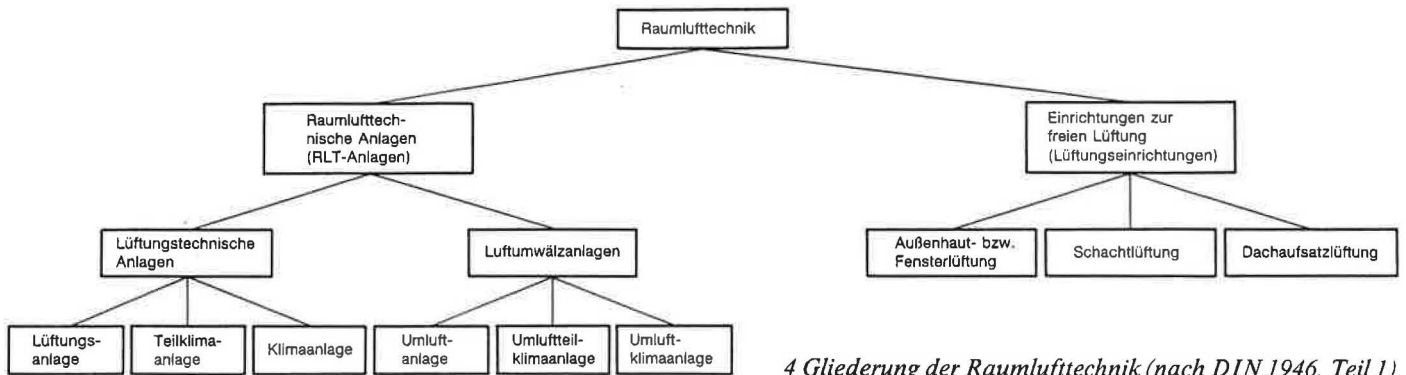 Raumlufttechnik
Raumlufttech-
nische Anlagen
(RLT-Anlagen)
Einrichtungen zur
freien Lüftung
(Lüftungseinrichtungen)
Lüftungstechnische
Anlagen
Luftumwälzanlagen
Außenhaut- bzw.
Fensterlüftung
Schachtlüftung
Dachaufsatzlüftung
Lüftungs-
anlage
Teilklima-
anlage
Klimaanlage
Umluft-
anlage
Umluftteil-
klimaanlage
Umluft-
klimaanlage
4 Gliederung der Raumlufttechnik (nach DIN 1946, Teil 1)